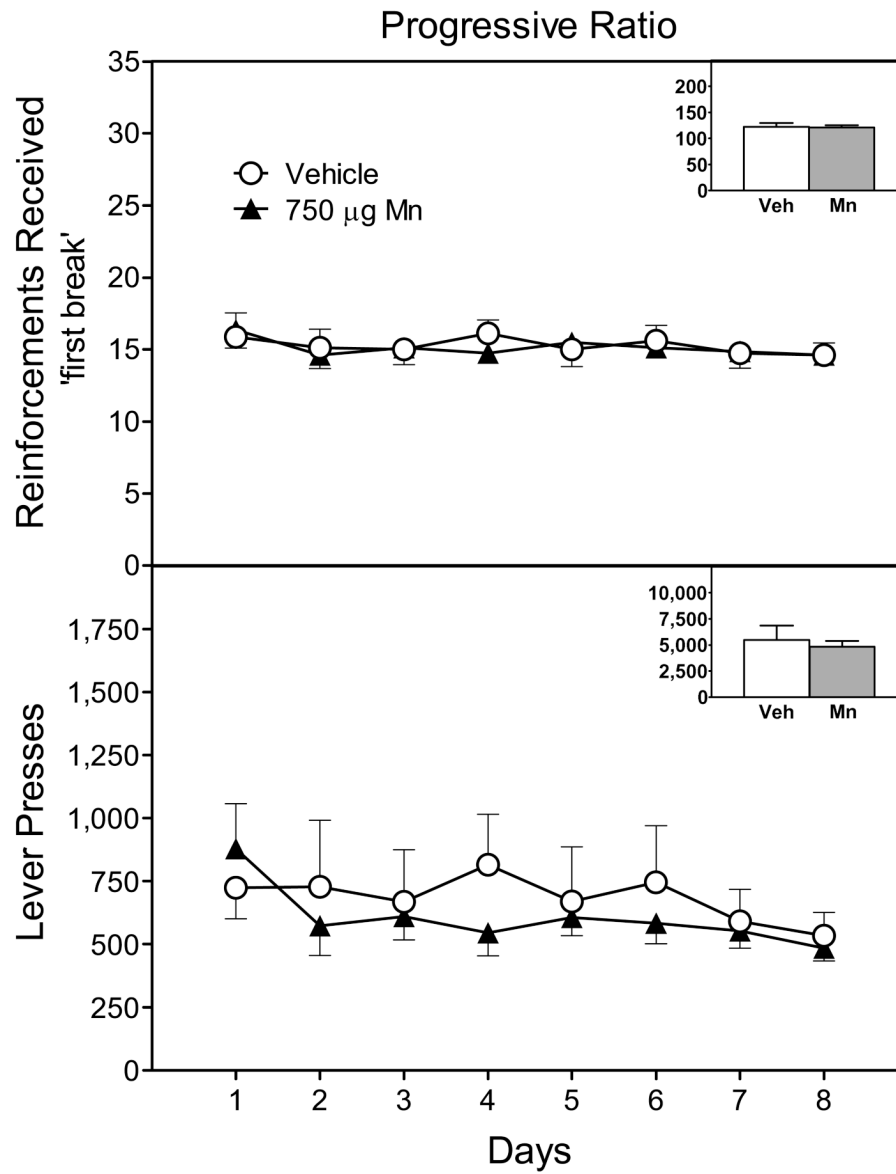 Progressive Ratio
Reinforcements Received
'first break'
35
30
25
20
15
10
5
0
Vehicle
750 μg Mn
200
150
100
50
0
Veh Mn
Lever Presses
1,750
1,500
1,250
1,000
750
500
250
0
10,000
7,500
5,000
2,500
0
Veh Mn
1 2 3 4 5 6 7 8
Days